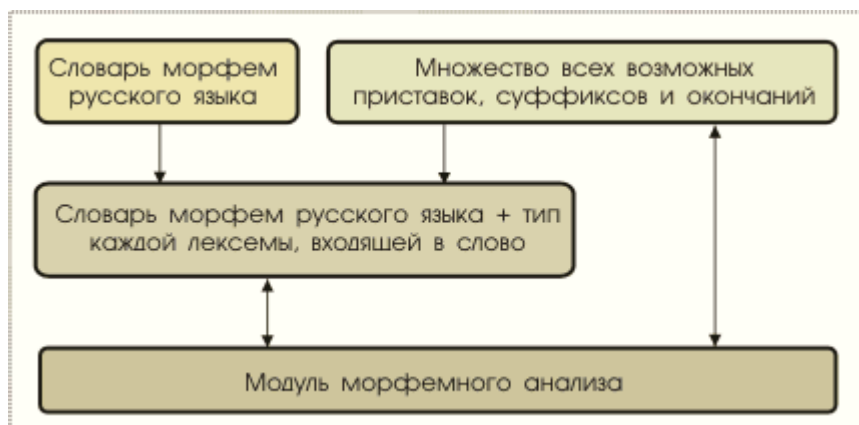 Словарь морфем
русского языка
Множество всех возможных
приставок, суффиксов и окончаний
Словарь морфем русского языка + тип
каждой лексемы, входящей в слово
Модуль морфемного анализа